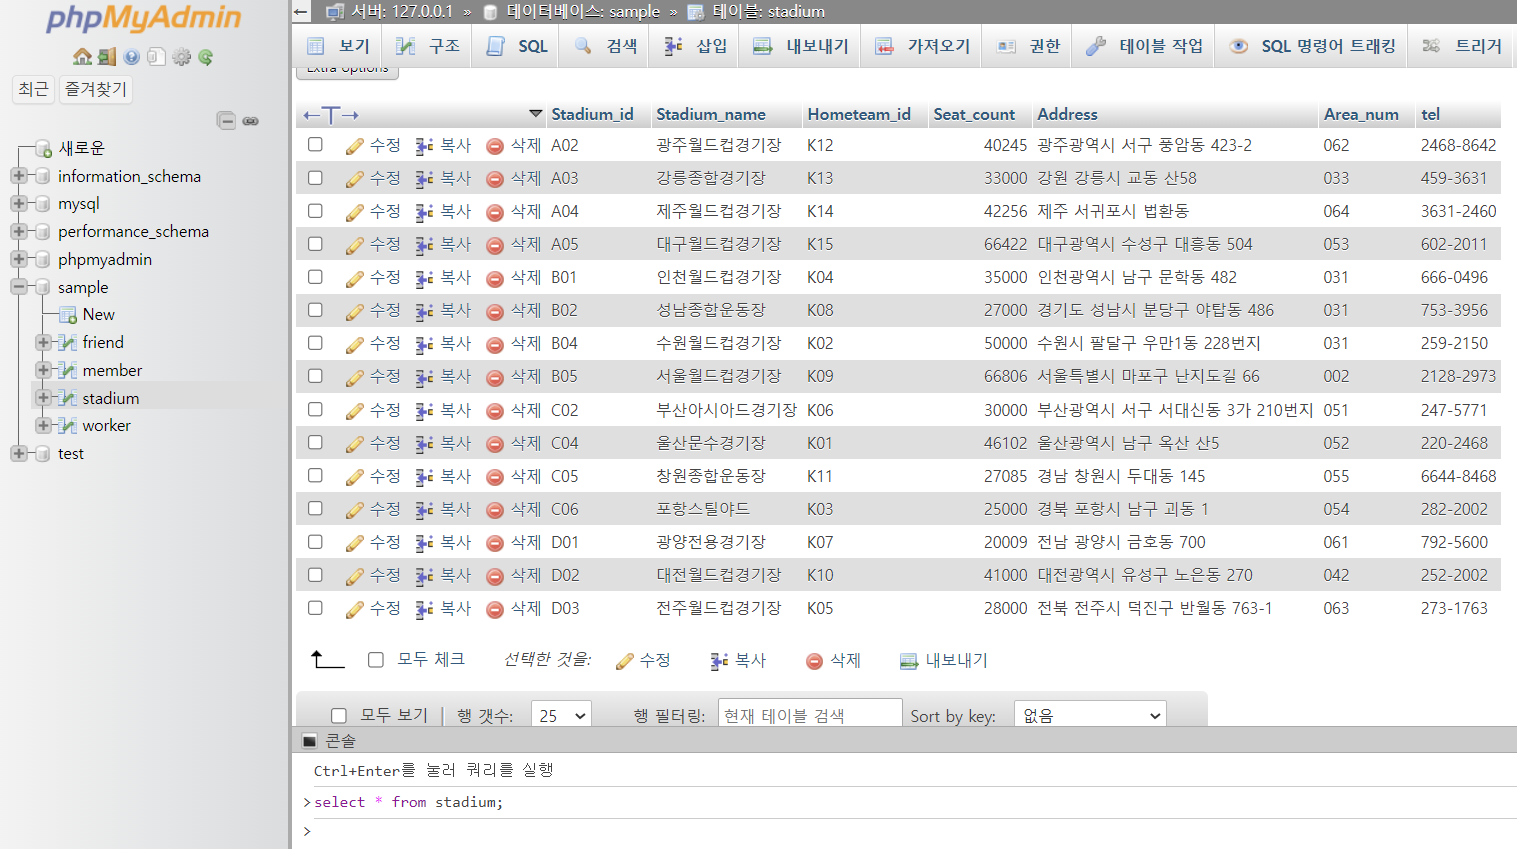 phpMyAdmin
최근 즐겨찾기
새로운
information_schema
mysql
performance_schema
phpmyadmin
sample
New
friend
member
stadium
worker
test
서버: 127.0.0.1 » 데이터베이스: sample » 테이블: stadium
보기 구조 SQL 검색 삽입 내보내기 가져오기 권한 테이블 작업 SQL 명령어 트래킹 트리거
Extra options
Stadium_id Stadium_name Hometeam_id Seat_count Address Area_num tel
수정 복사 삭제 A02 광주월드컵경기장 K12 40245 광주광역시 서구 풍암동 423-2 062 2468-8642
수정 복사 삭제 A03 강릉종합경기장 K13 33000 강원 강릉시 교동 산58 033 459-3631
수정 복사 삭제 A04 제주월드컵경기장 K14 42256 제주 서귀포시 법환동 064 3631-2460
수정 복사 삭제 A05 대구월드컵경기장 K15 66422 대구광역시 수성구 대흥동 504 053 602-2011
수정 복사 삭제 B01 인천월드컵경기장 K04 35000 인천광역시 남구 문학동 482 031 666-0496
수정 복사 삭제 B02 성남종합운동장 K08 27000 경기도 성남시 분당구 야탑동 486 031 753-3956
수정 복사 삭제 B04 수원월드컵경기장 K02 50000 수원시 팔달구 우만1동 228번지 031 259-2150
수정 복사 삭제 B05 서울월드컵경기장 K09 66806 서울특별시 마포구 난지도길 66 002 2128-2973
수정 복사 삭제 C02 부산아시아드경기장 K06 30000 부산광역시 서구 서대신동 3가 210번지 051 247-5771
수정 복사 삭제 C04 울산문수경기장 K01 46102 울산광역시 남구 옥산 산5 052 220-2468
수정 복사 삭제 C05 창원종합운동장 K11 27085 경남 창원시 두대동 145 055 6644-8468
수정 복사 삭제 C06 포항스틸야드 K03 25000 경북 포항시 남구 괴동 1 054 282-2002
수정 복사 삭제 D01 광양전용경기장 K07 20009 전남 광양시 금호동 700 061 792-5600
수정 복사 삭제 D02 대전월드컵경기장 K10 41000 대전광역시 유성구 노은동 270 042 252-2002
수정 복사 삭제 D03 전주월드컵경기장 K05 28000 전북 전주시 덕진구 반월동 763-1 063 273-1763
모두 체크 선택한 것을: 수정 복사 삭제 내보내기
모두 보기 | 행 갯수: 25 행 필터링: 현재 테이블 검색 Sort by key: 없음
콘솔
Ctrl+Enter를 눌러 쿼리를 실행
>select * from stadium;
>